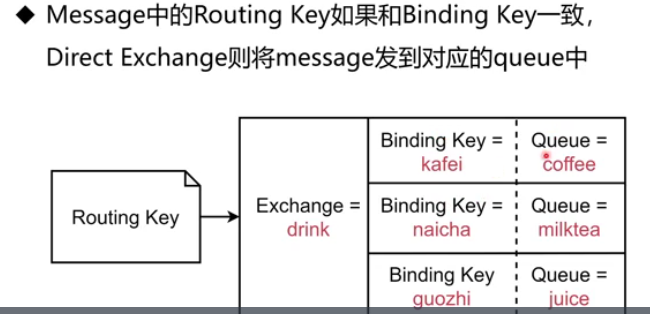 ◆ Message中的Routing Key如果和Binding Key一致，
Direct Exchange则将message发到对应的queue中
Binding Key =
kafei
Queue =
coffee
Routing Key
Exchange =
drink
Binding Key =
naicha
Queue =
milktea
Binding Key
guozhi
Queue =
juice